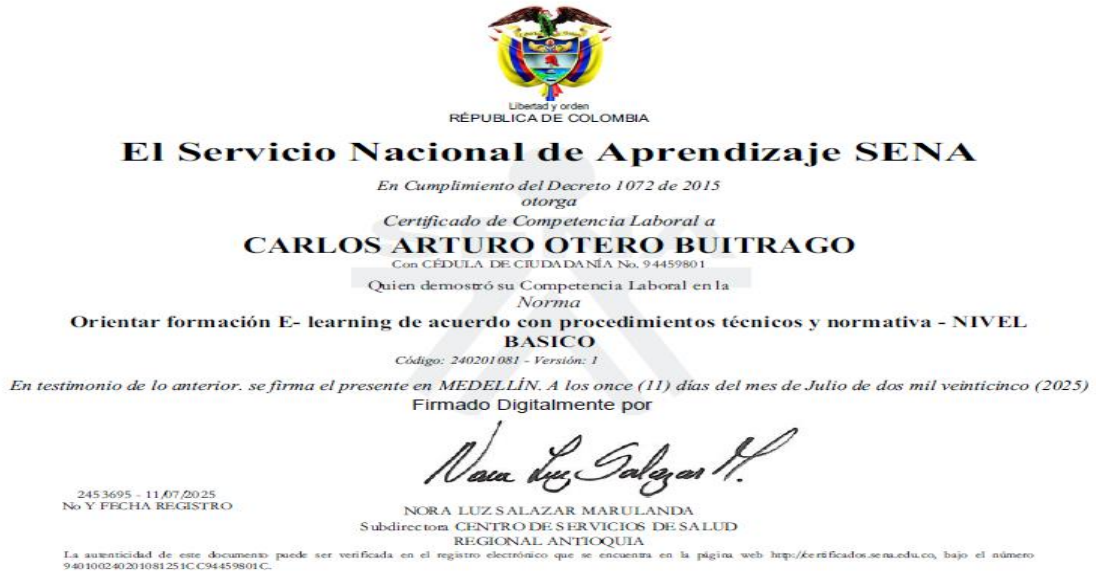 Libertad y orden
RÉPUBLICA DE COLOMBIA
El Servicio Nacional de Aprendizaje SENA
En Cumplimiento del Decreto 1072 de 2015
otorga
Certificado de Competencia Laboral a
CARLOS ARTURO OTERO BUITRAGO
Con CÉDULA DE CIUDADANÍA No. 94459801
Quien demostró su Competencia Laboral en la
Norma
Orientar formación E- learning de acuerdo con procedimientos técnicos y normativa - NIVEL
BASICO
Código: 240201081 - Versión: 1
En testimonio de lo anterior. se firma el presente en MEDELLÍN. A los once (11) días del mes de Julio de dos mil veinticinco (2025)
Firmado Digitalmente por
Nora Luz Salazar M.
2453695 - 11/07/2025
No Y FECHA REGISTRO
NORA LUZ SALAZAR MARULANDA
Subdirectora CENTRO DE SERVICIOS DE SALUD
REGIONAL ANTIOQUIA
La autenticidad de este documento puede ser verificada en el registro electrónico que se encuentra en la página web http://certificados.sena.edu.co, bajo el número
940100240201081251CC94459801C.